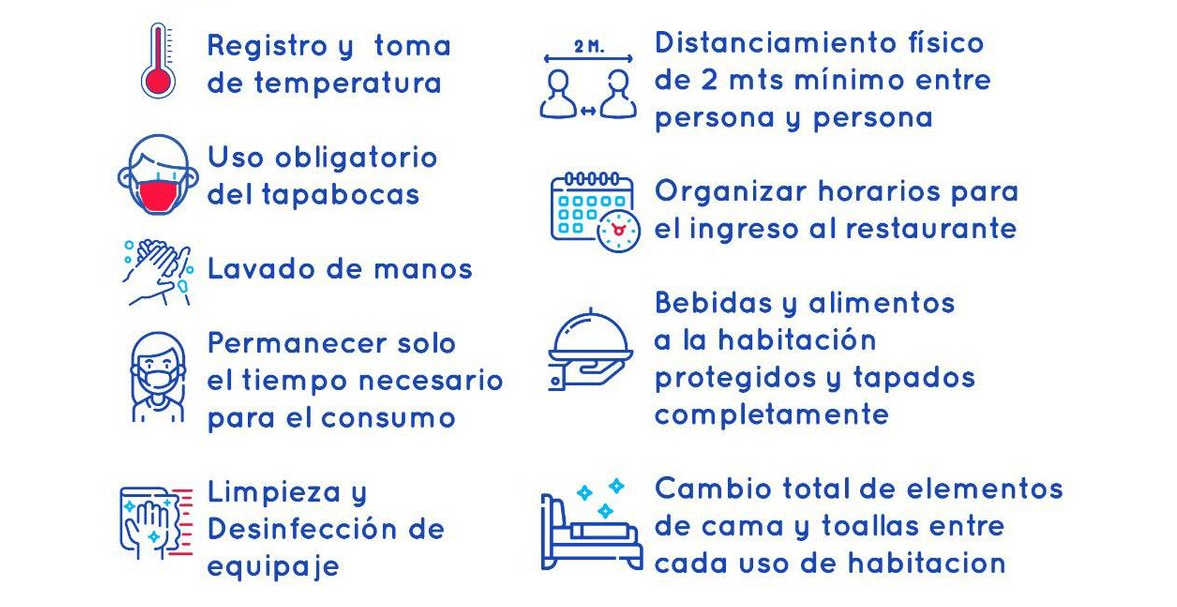 Registro y toma
de temperatura
Uso obligatorio
del tapabocas
Lavado de manos
Permanecer solo
el tiempo necesario
para el consumo
Limpieza y
Desinfección de
equipaje
2 M.
Distanciamiento físico
de 2 mts mínimo entre
persona y persona
Organizar horarios para
el ingreso al restaurante
Bebidas y alimentos
a la habitación
protegidos y tapados
completamente
Cambio total de elementos
de cama y toallas entre
cada uso de habitacion